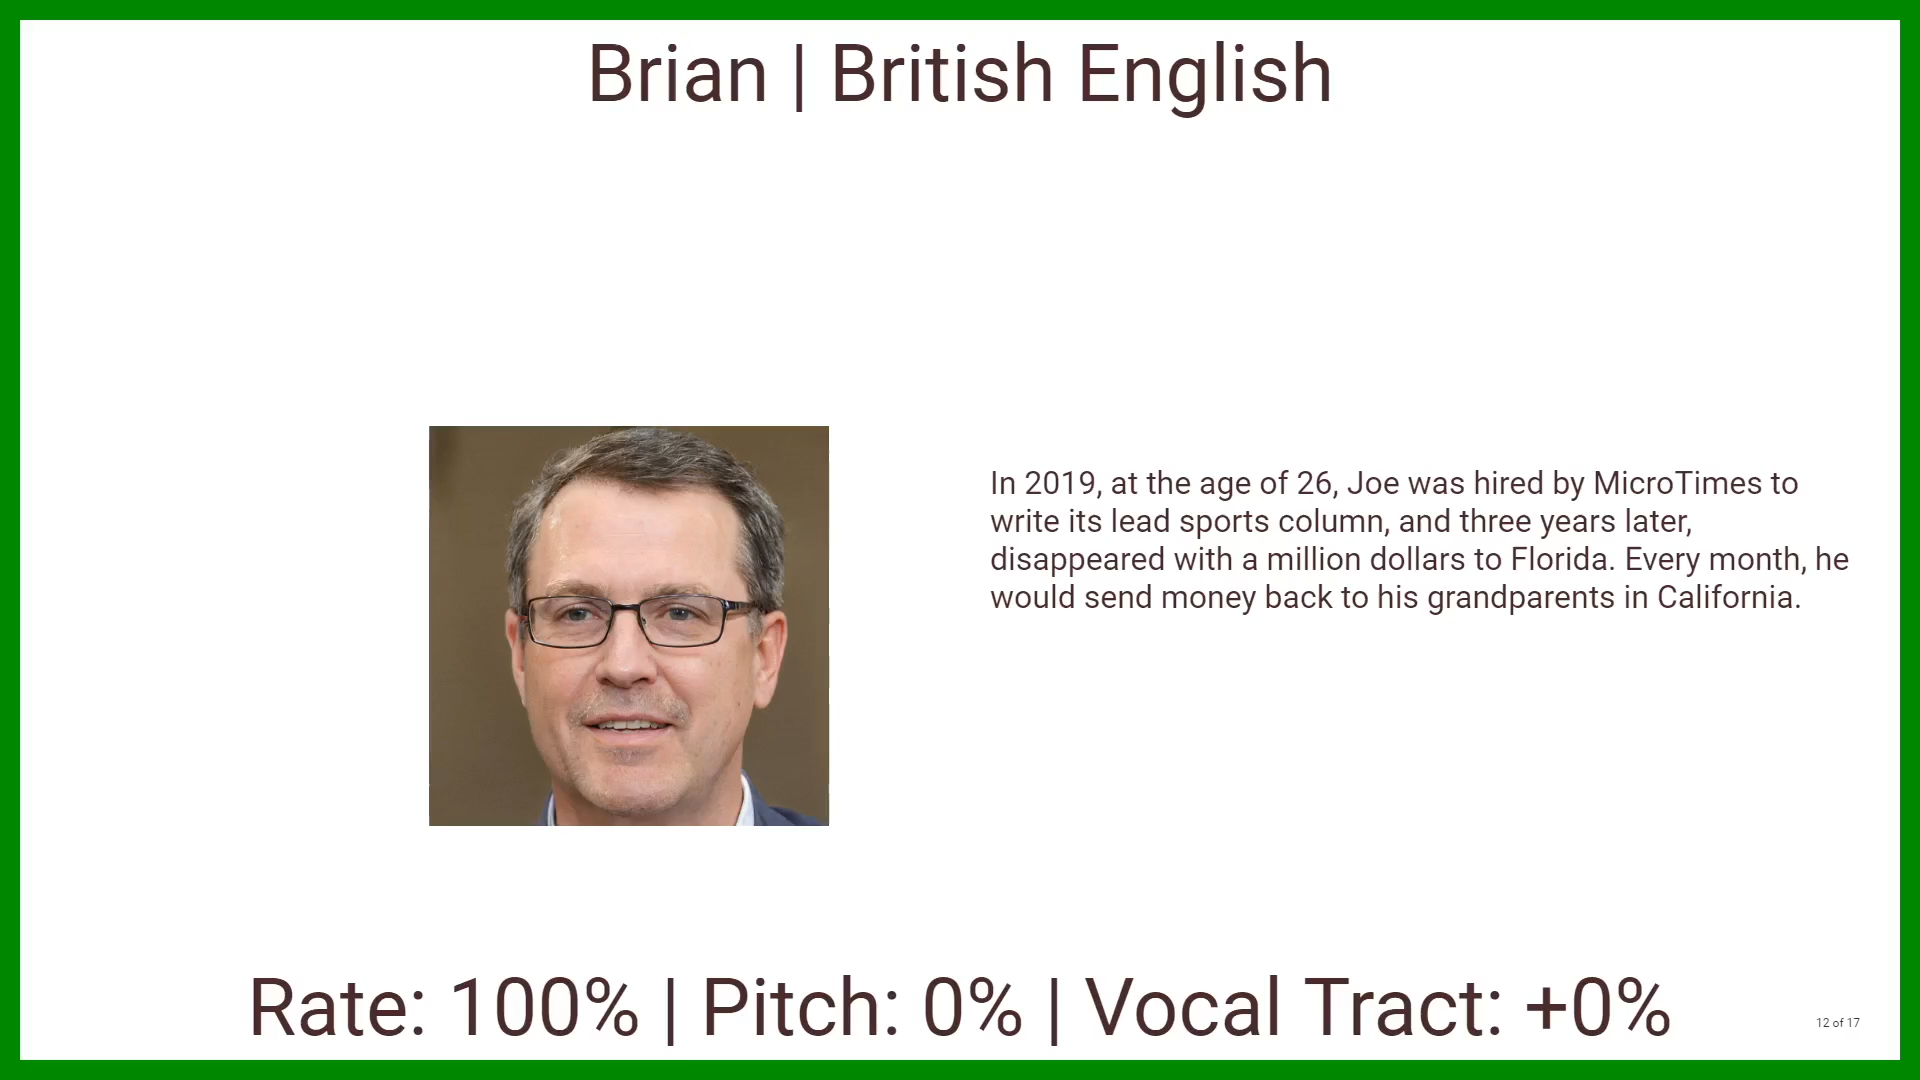 Brian | British English
In 2019, at the age of 26, Joe was hired by MicroTimes to
write its lead sports column, and three years later,
disappeared with a million dollars to Florida. Every month, he
would send money back to his grandparents in California.
Rate: 100% | Pitch: 0% | Vocal Tract: +0%
12 of 17